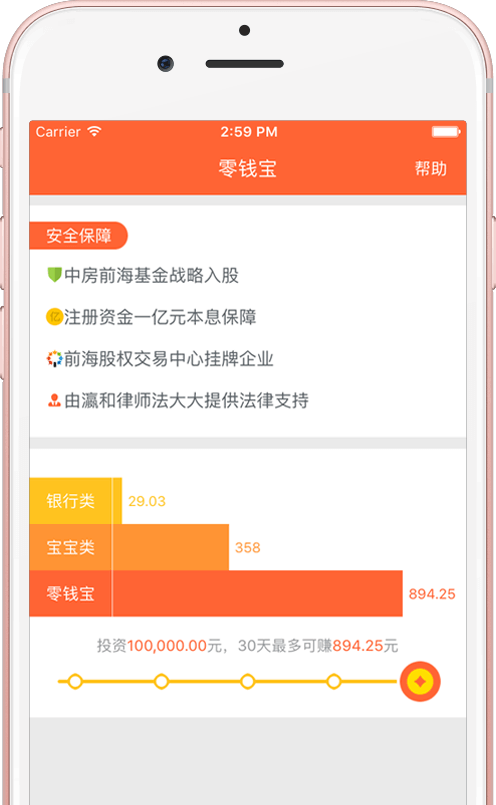 Carrier 2:59 PM
零钱宝 帮助
安全保障
中房前海基金战略入股
亿 注册资金一亿元本息保障
前海股权交易中心挂牌企业
由瀛和律师法大大提供法律支持
银行类 29.03
宝宝类 358
零钱宝 894.25
投资100,000.00元，30天最多可赚894.25元